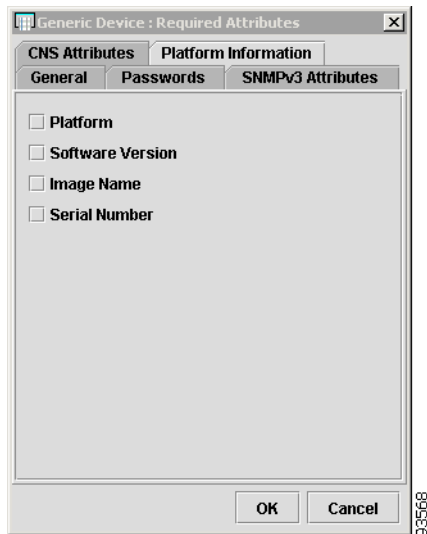 Generic Device : Required Attributes
CNS Attributes Platform Information
General Passwords SNMPv3 Attributes
Platform
Software Version
Image Name
Serial Number
OK Cancel
93568